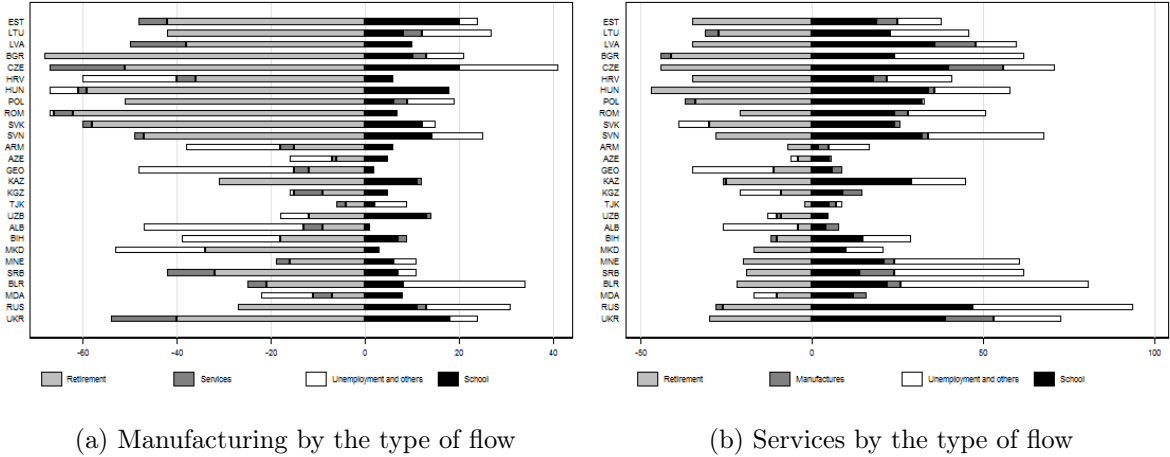 EST
LTU
LVA
BGR
CZE
HRV
HUN
POL
ROM
SVK
SVN
ARM
AZE
GEO
KAZ
KGZ
TJK
UZB
ALB
BIH
MKD
MNE
SRB
BLR
MDA
RUS
UKR
-60 -40 -20 0 20 40
Retirement Services Unemployment and others School
(a) Manufacturing by the type of flow
EST
LTU
LVA
BGR
CZE
HRV
HUN
POL
ROM
SVK
SVN
ARM
AZE
GEO
KAZ
KGZ
TJK
UZB
ALB
BIH
MKD
MNE
SRB
BLR
MDA
RUS
UKR
-50 0 50 100
Retirement Manufactures Unemployment and others School
(b) Services by the type of flow